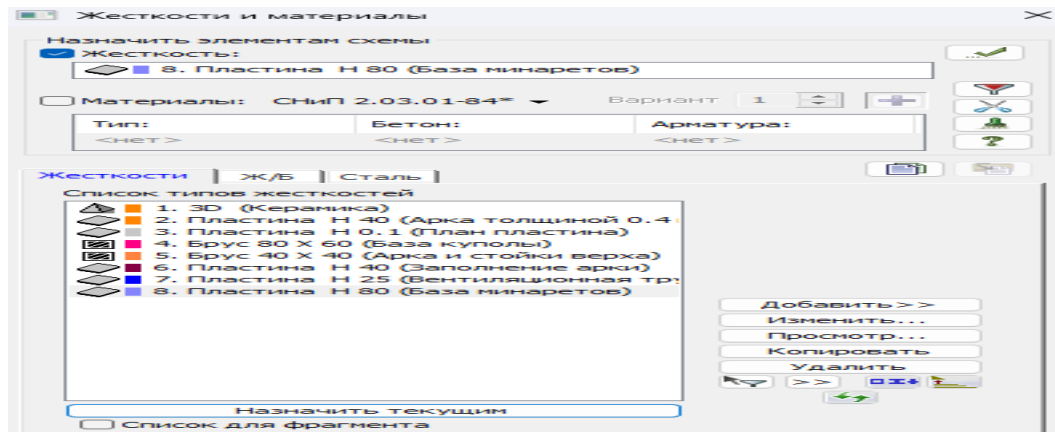 Жесткости и материалы
Назначить элементам схемы
Жесткость:
8. Пластина H 80 (База минаретов)
Материалы: СНиП 2.03.01-84* Вариант 1
Тип: Бетон: Арматура:
<нет> <нет> <нет>
Жесткости Ж/Б Сталь
Список типов жесткостей
1. 3D (Керамика)
2. Пластина H 40 (Арка толщиной 0.4
3. Пластина H 0.1 (План пластина)
4. Брус 80 X 60 (База куполы)
5. Брус 40 X 40 (Арка и стойки верха)
6. Пластина H 40 (Заполнение арки)
7. Пластина H 25 (Вентиляционная тру
8. Пластина H 80 (База минаретов)
Добавить>>
Изменить...
Просмотр...
Копировать
Удалить
>>
Назначить текущим
Список для фрагмента